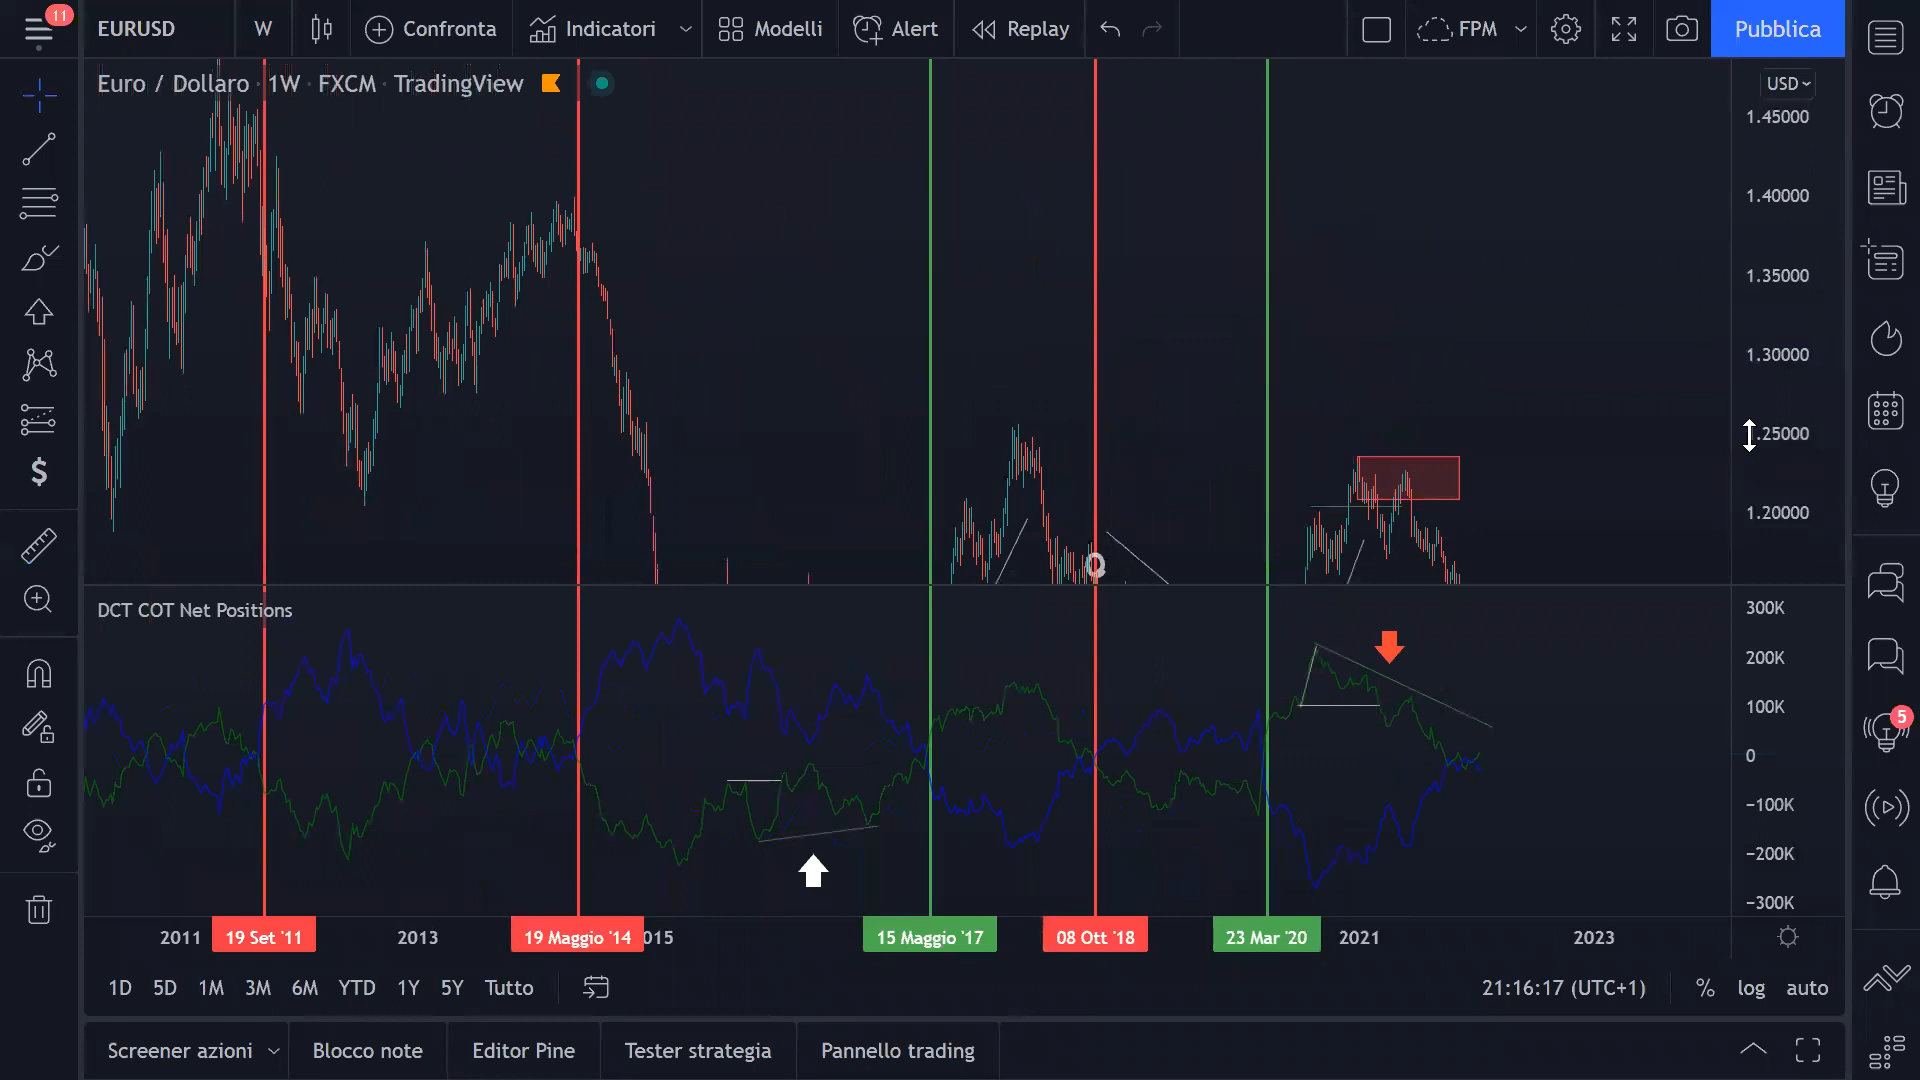 11
EURUSD
W
Confronta
Indicatori
Modelli
Alert
Replay
FPM
Pubblica
Euro / Dollaro · 1W · FXCM · TradingView
USD
1.45000
1.40000
1.35000
1.30000
.25000
1.20000
DCT COT Net Positions
300K
200K
100K
0
−100K
−200K
−300K
5
2011
19 Set '11
2013
19 Maggio '14
015
15 Maggio '17
08 Ott '18
23 Mar '20
2021
2023
1D 5D 1M 3M 6M YTD 1Y 5Y Tutto
21:16:17 (UTC+1)
% log auto
Screener azioni
Blocco note
Editor Pine
Tester strategia
Pannello trading